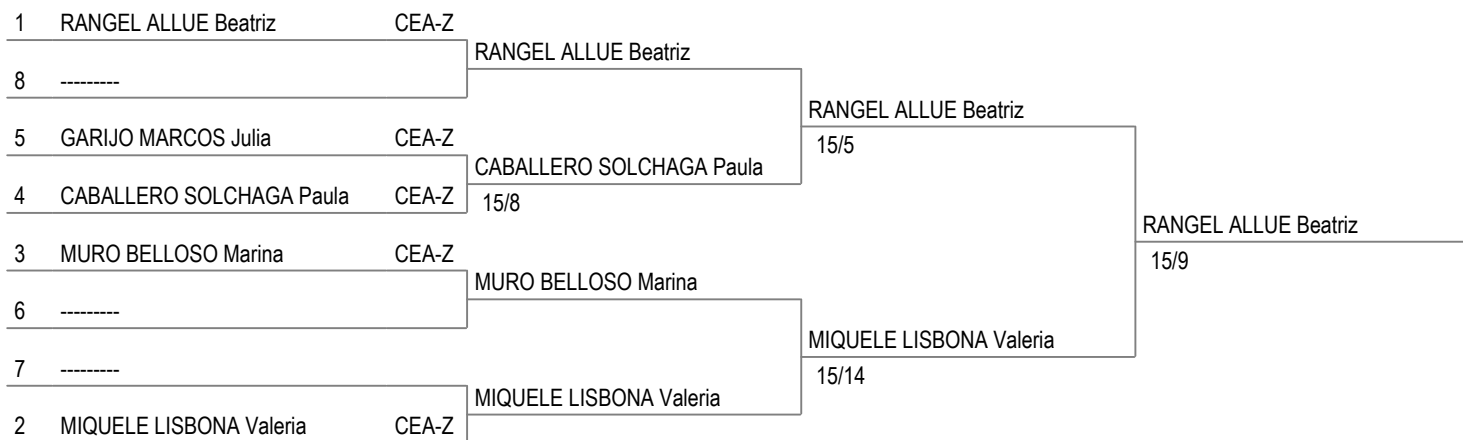 1 RANGEL ALLUE Beatriz CEA-Z
RANGEL ALLUE Beatriz
8 ---------
RANGEL ALLUE Beatriz
5 GARIJO MARCOS Julia CEA-Z
15/5
CABALLERO SOLCHAGA Paula
4 CABALLERO SOLCHAGA Paula CEA-Z
15/8
RANGEL ALLUE Beatriz
3 MURO BELLOSO Marina CEA-Z
15/9
MURO BELLOSO Marina
6 ---------
MIQUELE LISBONA Valeria
7 ---------
15/14
MIQUELE LISBONA Valeria
2 MIQUELE LISBONA Valeria CEA-Z